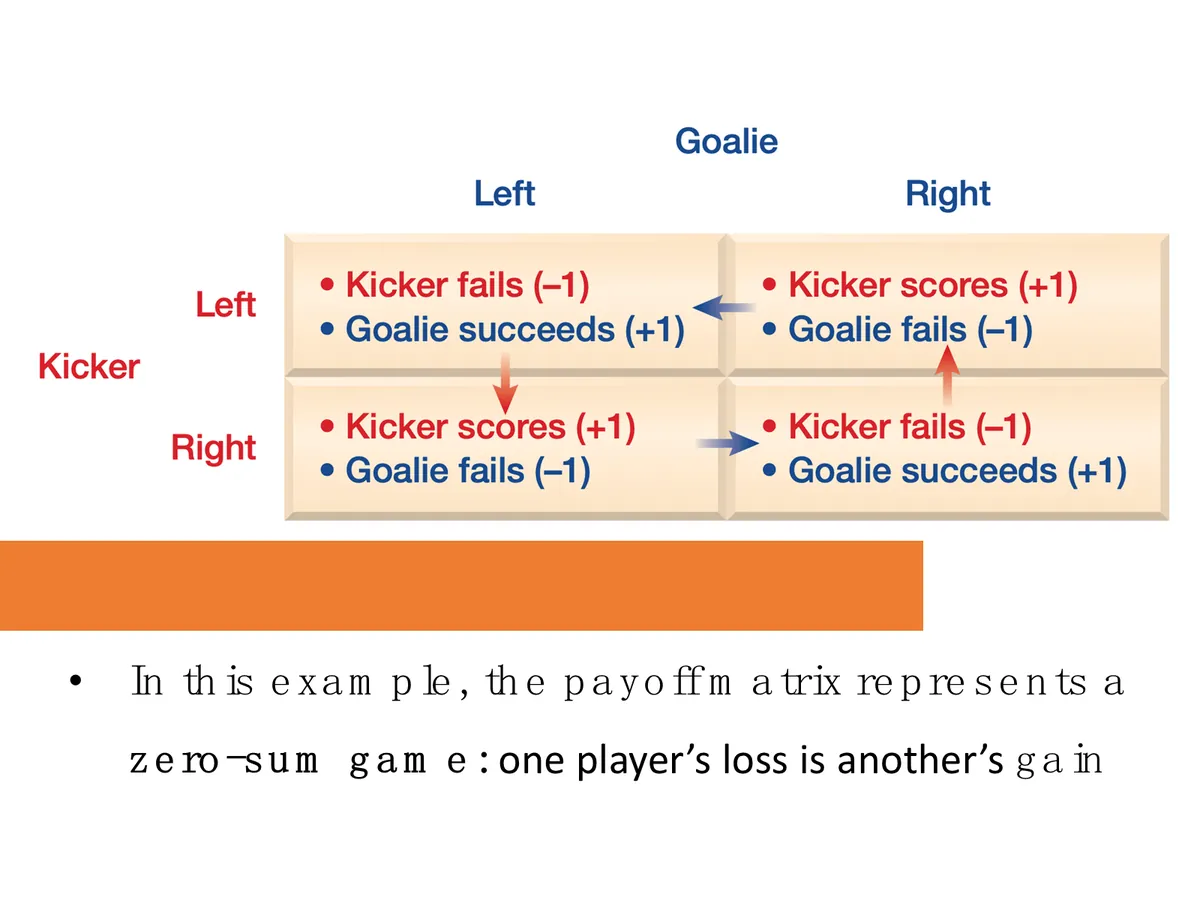 Goalie
Left Right
Left
• Kicker fails (–1)
• Goalie succeeds (+1)
• Kicker scores (+1)
• Goalie fails (–1)
Kicker
Right
• Kicker scores (+1)
• Goalie fails (–1)
• Kicker fails (–1)
• Goalie succeeds (+1)
• In this example, the payoff matrix represents a
zero-sum game: one player’s loss is another’s gain